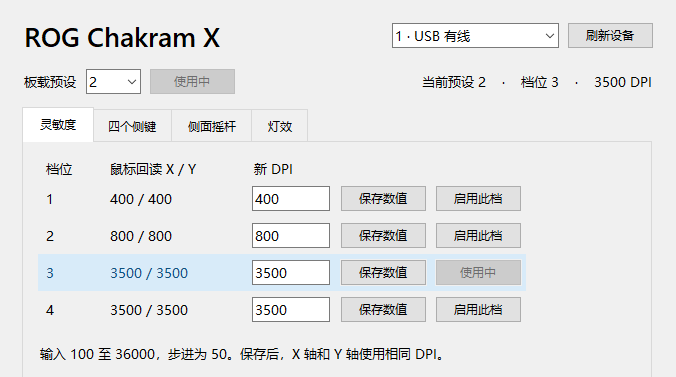 ROG Chakram X 1 · USB 有线 刷新设备
板载预设 2 使用中 当前预设 2 · 档位 3 · 3500 DPI
灵敏度 四个侧键 侧面摇杆 灯效
档位 鼠标回读 X / Y 新 DPI
1 400 / 400 400 保存数值 启用此档
2 800 / 800 800 保存数值 启用此档
3 3500 / 3500 3500 保存数值 使用中
4 3500 / 3500 3500 保存数值 启用此档
输入 100 至 36000，步进为 50。保存后，X 轴和 Y 轴使用相同 DPI。